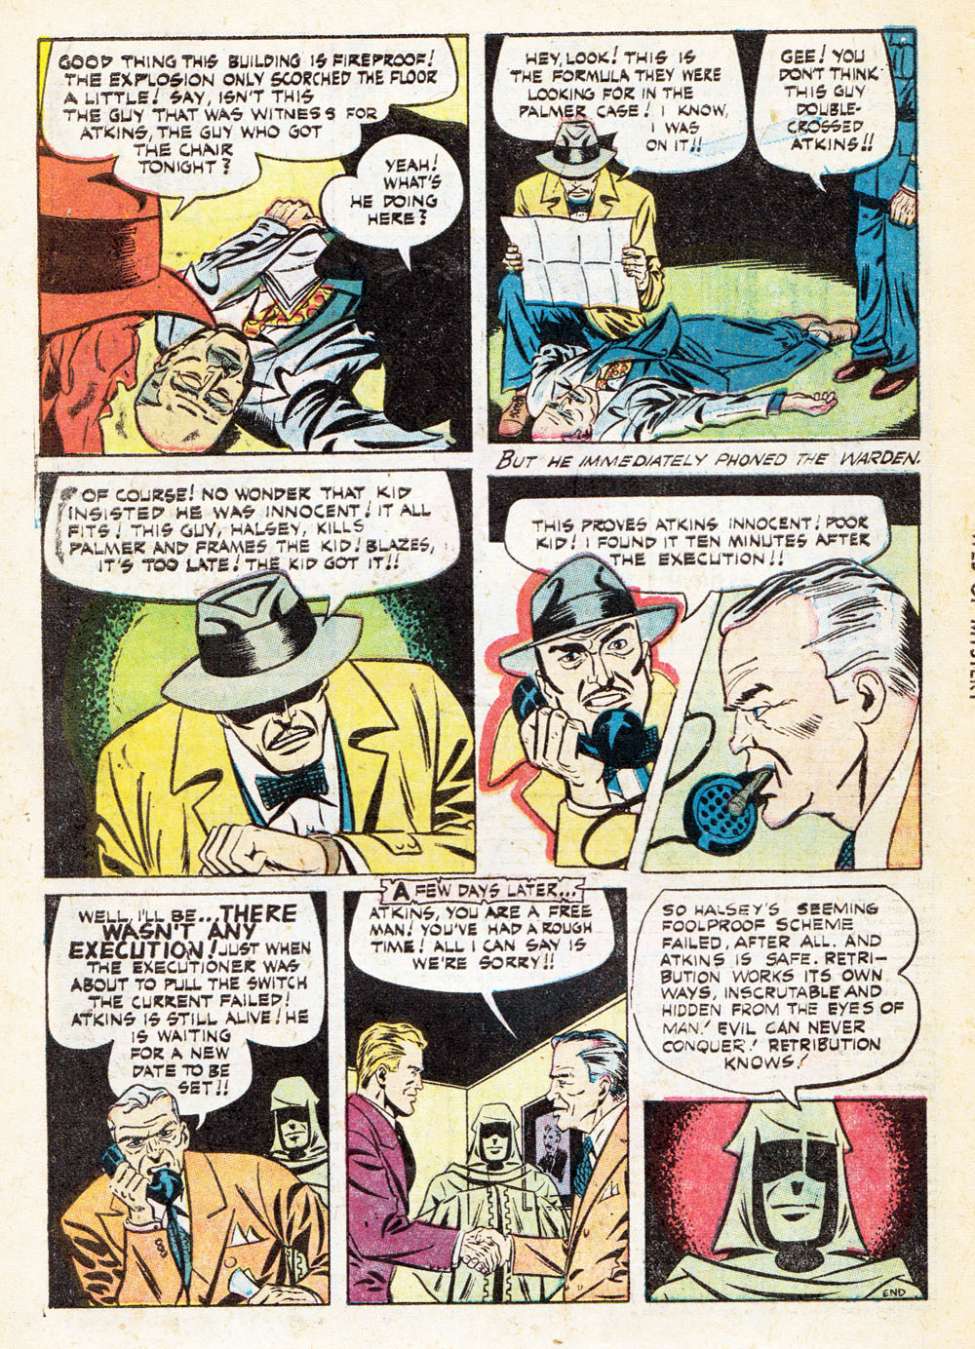 GOOD THING THIS BUILDING IS FIREPROOF!
THE EXPLOSION ONLY SCORCHED THE FLOOR
A LITTLE! SAY, ISN'T THIS
THE GUY THAT WAS WITNESS FOR
ATKINS, THE GUY WHO GOT
THE CHAIR
TONIGHT?
YEAH!
WHAT'S
HE DOING
HERE?
HEY, LOOK! THIS IS
THE FORMULA THEY WERE
LOOKING FOR IN THE
PALMER CASE! I KNOW,
I WAS
ON IT!!
GEE! YOU
DON'T THINK
THIS GUY
DOUBLE-
CROSSED
ATKINS!!
OF COURSE! NO WONDER THAT KID
INSISTED HE WAS INNOCENT! IT ALL
FITS! THIS GUY, HALSEY, KILLS
PALMER AND FRAMES THE KID! BLAZES,
IT'S TOO LATE! THE KID GOT IT!!
BUT HE IMMEDIATELY PHONED THE WARDEN.
THIS PROVES ATKINS INNOCENT! POOR
KID! I FOUND IT TEN MINUTES AFTER
THE EXECUTION!!
WELL, I'LL BE...THERE
WASN'T ANY
EXECUTION! JUST WHEN
THE EXECUTIONER WAS
ABOUT TO PULL THE SWITCH
THE CURRENT FAILED!
ATKINS IS STILL ALIVE! HE
IS WAITING
FOR A NEW
DATE TO BE
SET!!
A FEW DAYS LATER...
ATKINS, YOU ARE A FREE
MAN! YOU'VE HAD A ROUGH
TIME! ALL I CAN SAY IS
WE'RE SORRY!!
SO HALSEY'S SEEMING
FOOLPROOF SCHEME
FAILED, AFTER ALL. AND
ATKINS IS SAFE. RETRI-
BUTION WORKS ITS OWN
WAYS, INSCRUTABLE AND
HIDDEN FROM THE EYES OF
MAN! EVIL CAN NEVER
CONQUER! RETRIBUTION
KNOWS!
END